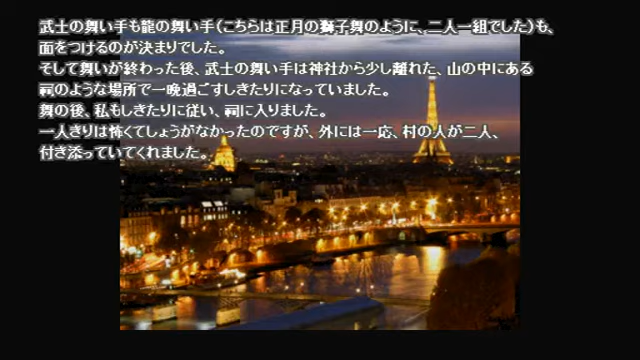 武士の舞い手も龍の舞い手（こちらは正月の獅子舞のように、二人一組でした）も、
面をつけるのが決まりでした。
そして舞いが終わった後、武士の舞い手は神社から少し離れた、山の中にある
祠のような場所で一晩過ごすしきたりになっていました。
舞の後、私もしきたりに従い、祠に入りました。
一人きりは怖くてしょうがなかったのですが、外には一応、村の人が二人、
付き添っていてくれました。